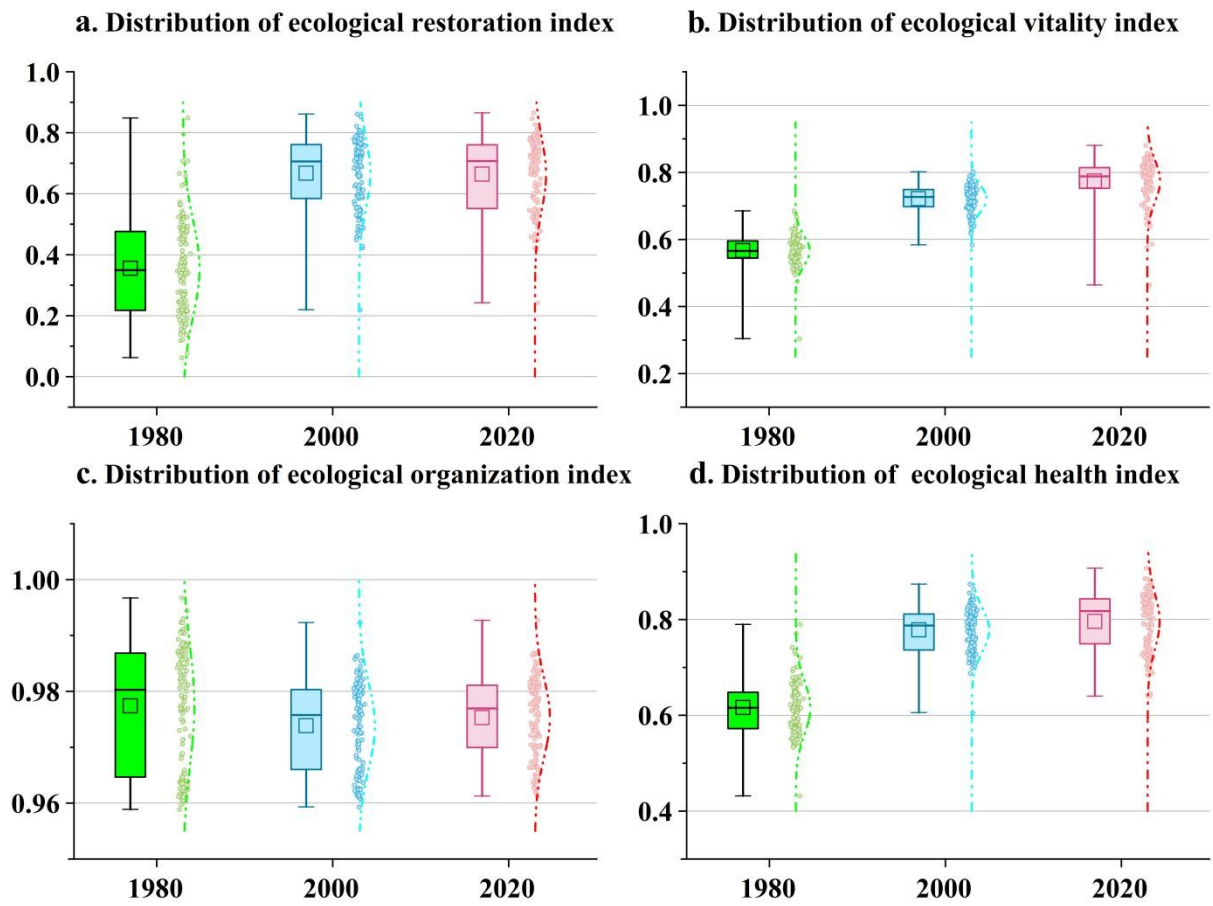 a. Distribution of ecological restoration index
1.0
0.8
0.6
0.4
0.2
0.0
1980 2000 2020
b. Distribution of ecological vitality index
1.0
0.8
0.6
0.4
0.2
1980 2000 2020
c. Distribution of ecological organization index
1.00
0.98
0.96
1980 2000 2020
d. Distribution of  ecological health index
1.0
0.8
0.6
0.4
1980 2000 2020